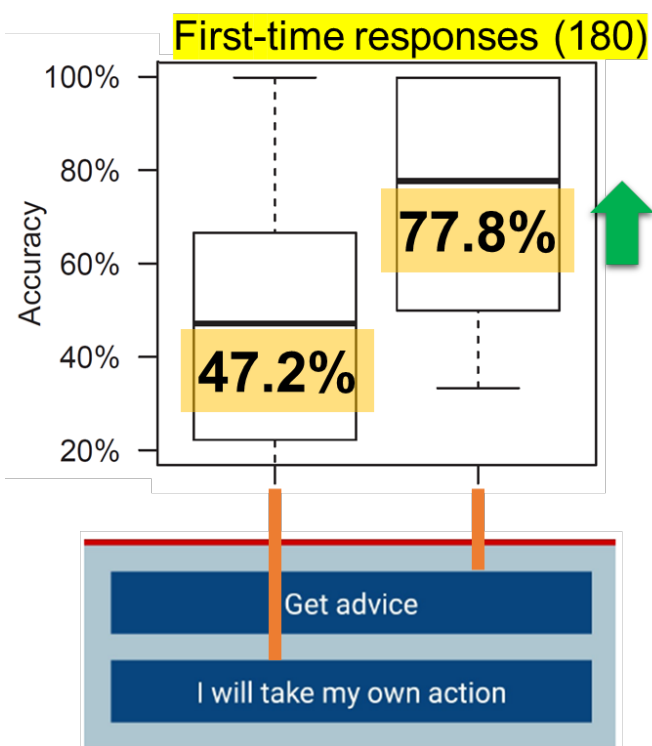 First-time responses (180)
100%
80%
60%
40%
20%
Accuracy
47.2%
77.8%
Get advice
I will take my own action